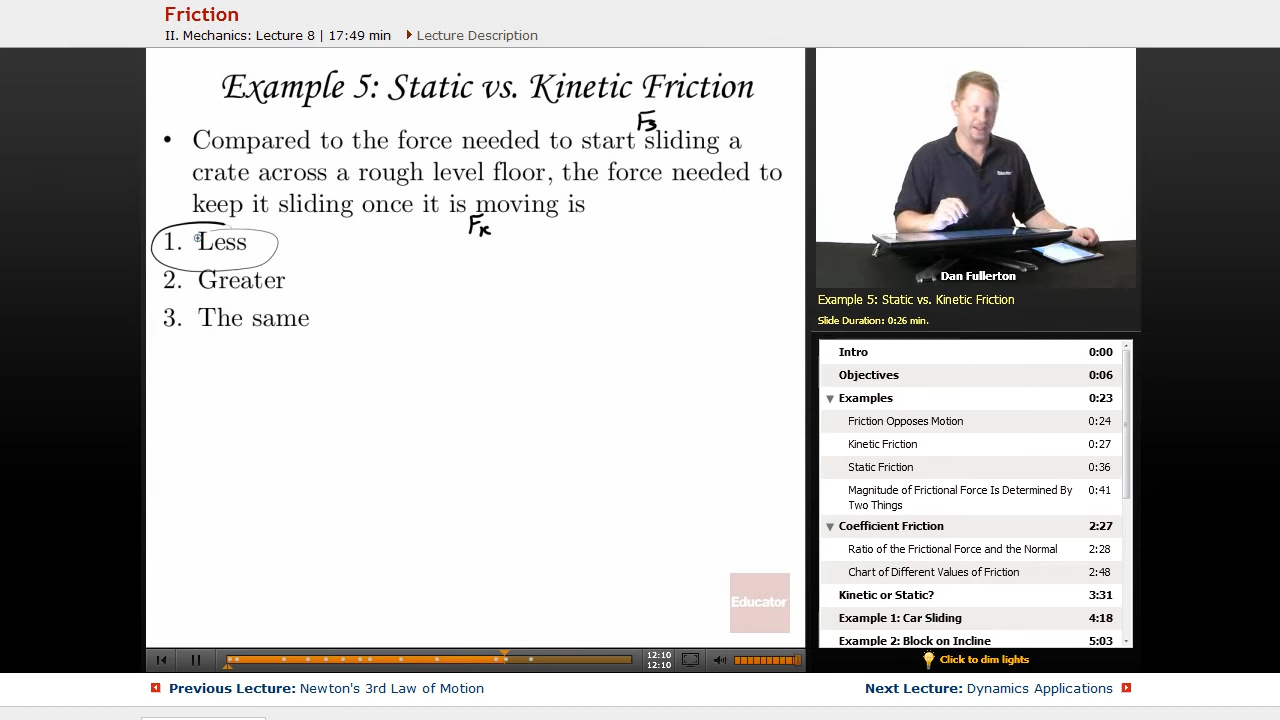 Friction
II. Mechanics: Lecture 8 | 17:49 min
Lecture Description
Example 5: Static vs. Kinetic Friction
Fs
• Compared to the force needed to start sliding a
crate across a rough level floor, the force needed to
keep it sliding once it is moving is
Fk
1. Less
2. Greater
3. The same
Educator
Dan Fullerton
Example 5: Static vs. Kinetic Friction
Slide Duration: 0:26 min.
Intro 0:00
Objectives 0:06
Examples 0:23
Friction Opposes Motion 0:24
Kinetic Friction 0:27
Static Friction 0:36
Magnitude of Frictional Force Is Determined By 0:41
Two Things
Coefficient Friction 2:27
Ratio of the Frictional Force and the Normal 2:28
Chart of Different Values of Friction 2:48
Kinetic or Static? 3:31
Example 1: Car Sliding 4:18
Example 2: Block on Incline 5:03
12:10
12:10
Click to dim lights
Previous Lecture: Newton's 3rd Law of Motion
Next Lecture: Dynamics Applications